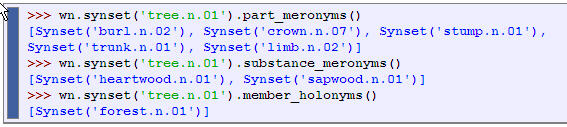 >>> wn.synset('tree.n.01').part_meronyms()
[Synset('burl.n.02'), Synset('crown.n.07'), Synset('stump.n.01'),
Synset('trunk.n.01'), Synset('limb.n.02')]
>>> wn.synset('tree.n.01').substance_meronyms()
[Synset('heartwood.n.01'), Synset('sapwood.n.01')]
>>> wn.synset('tree.n.01').member_holonyms()
[Synset('forest.n.01')]